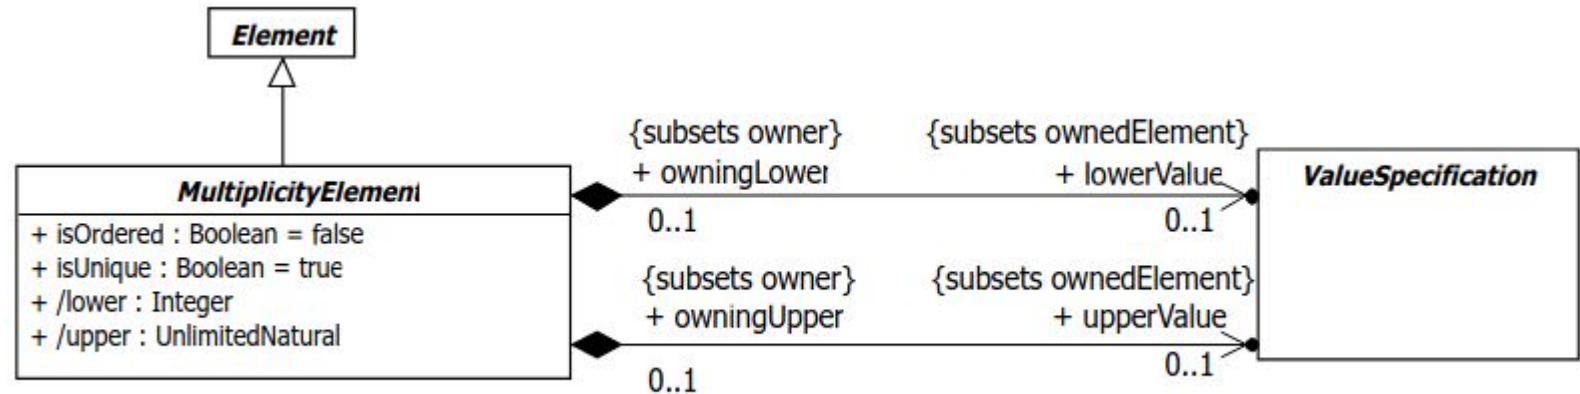 Element
{subsets owner}
{subsets ownedElement}
+ owningLower
+ lowerValue
MultiplicityElement
ValueSpecification
0..1
0..1
+ isOrdered : Boolean = false
+ isUnique : Boolean = true
+ /lower : Integer
+ /upper : UnlimitedNatural
{subsets owner}
{subsets ownedElement}
+ owningUpper
+ upperValue
0..1
0..1